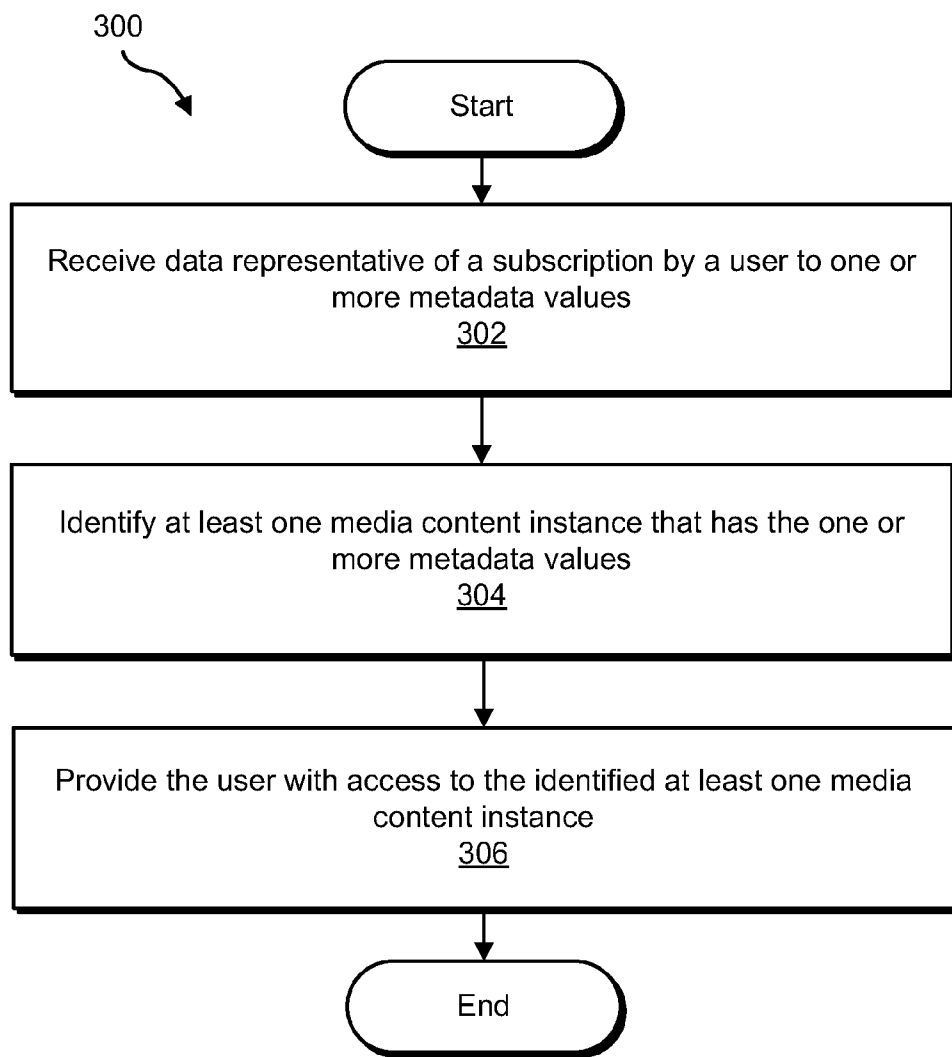 300
Start
Receive data representative of a subscription by a user to one or
more metadata values
302
Identify at least one media content instance that has the one or
more metadata values
304
Provide the user with access to the identified at least one media
content instance
306
End